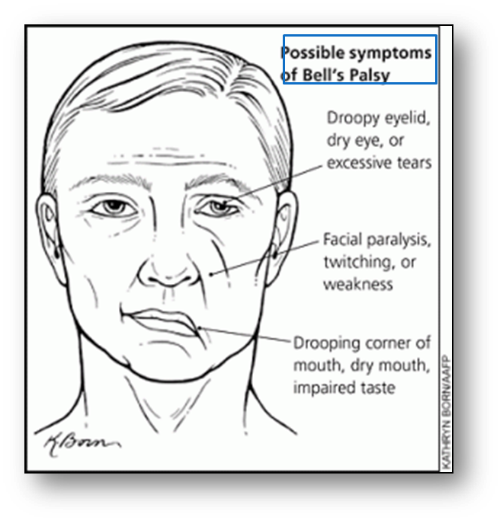 Possible symptoms
of Bell's Palsy
Droopy eyelid,
dry eye, or
excessive tears
Facial paralysis,
twitching, or
weakness
Drooping corner of
mouth, dry mouth,
impaired taste
K. Born
KATHRYN BORN/AAFP